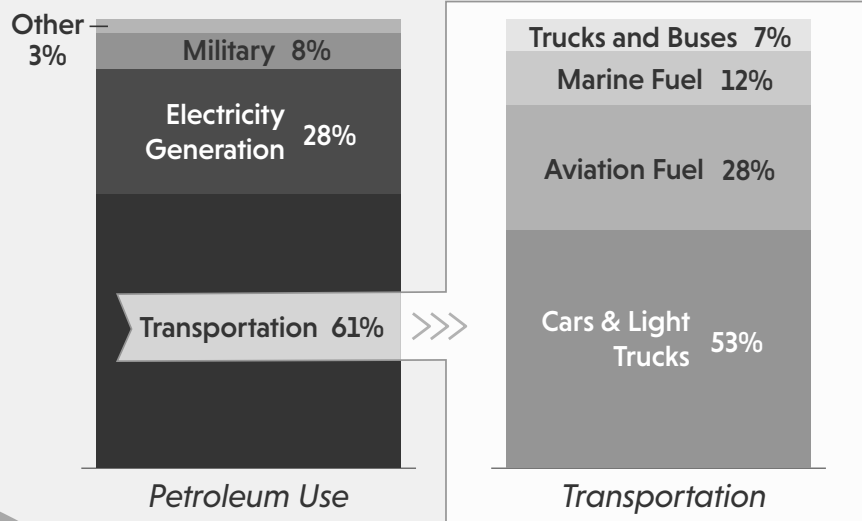 Other
3%
Military 8%
Electricity
Generation 28%
Transportation 61%
Petroleum Use
Trucks and Buses 7%
Marine Fuel 12%
Aviation Fuel 28%
Cars & Light
Trucks 53%
Transportation